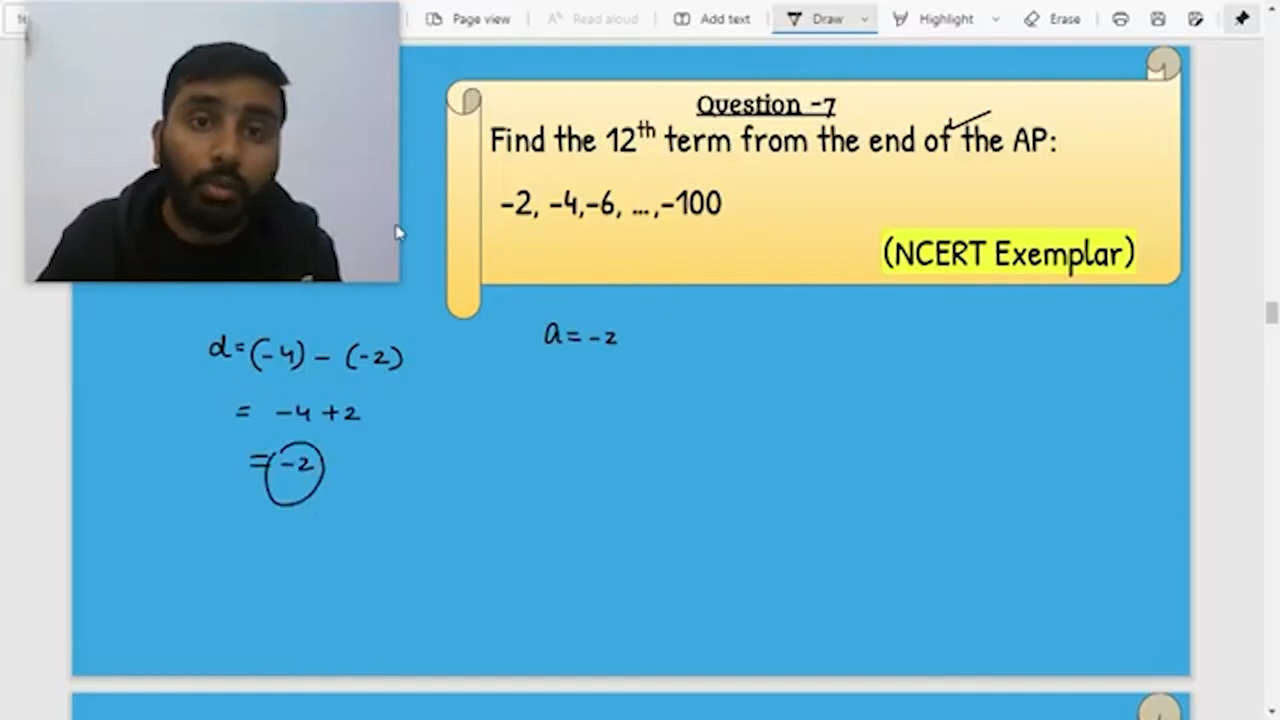 Page view
Read aloud
Add text
Draw
Highlight
Erase
Question -7
Find the 12th term from the end of the AP:
-2, -4,-6, ...,-100
(NCERT Exemplar)
a = -2
d = (-4) - (-2)
= -4 +2
= -2